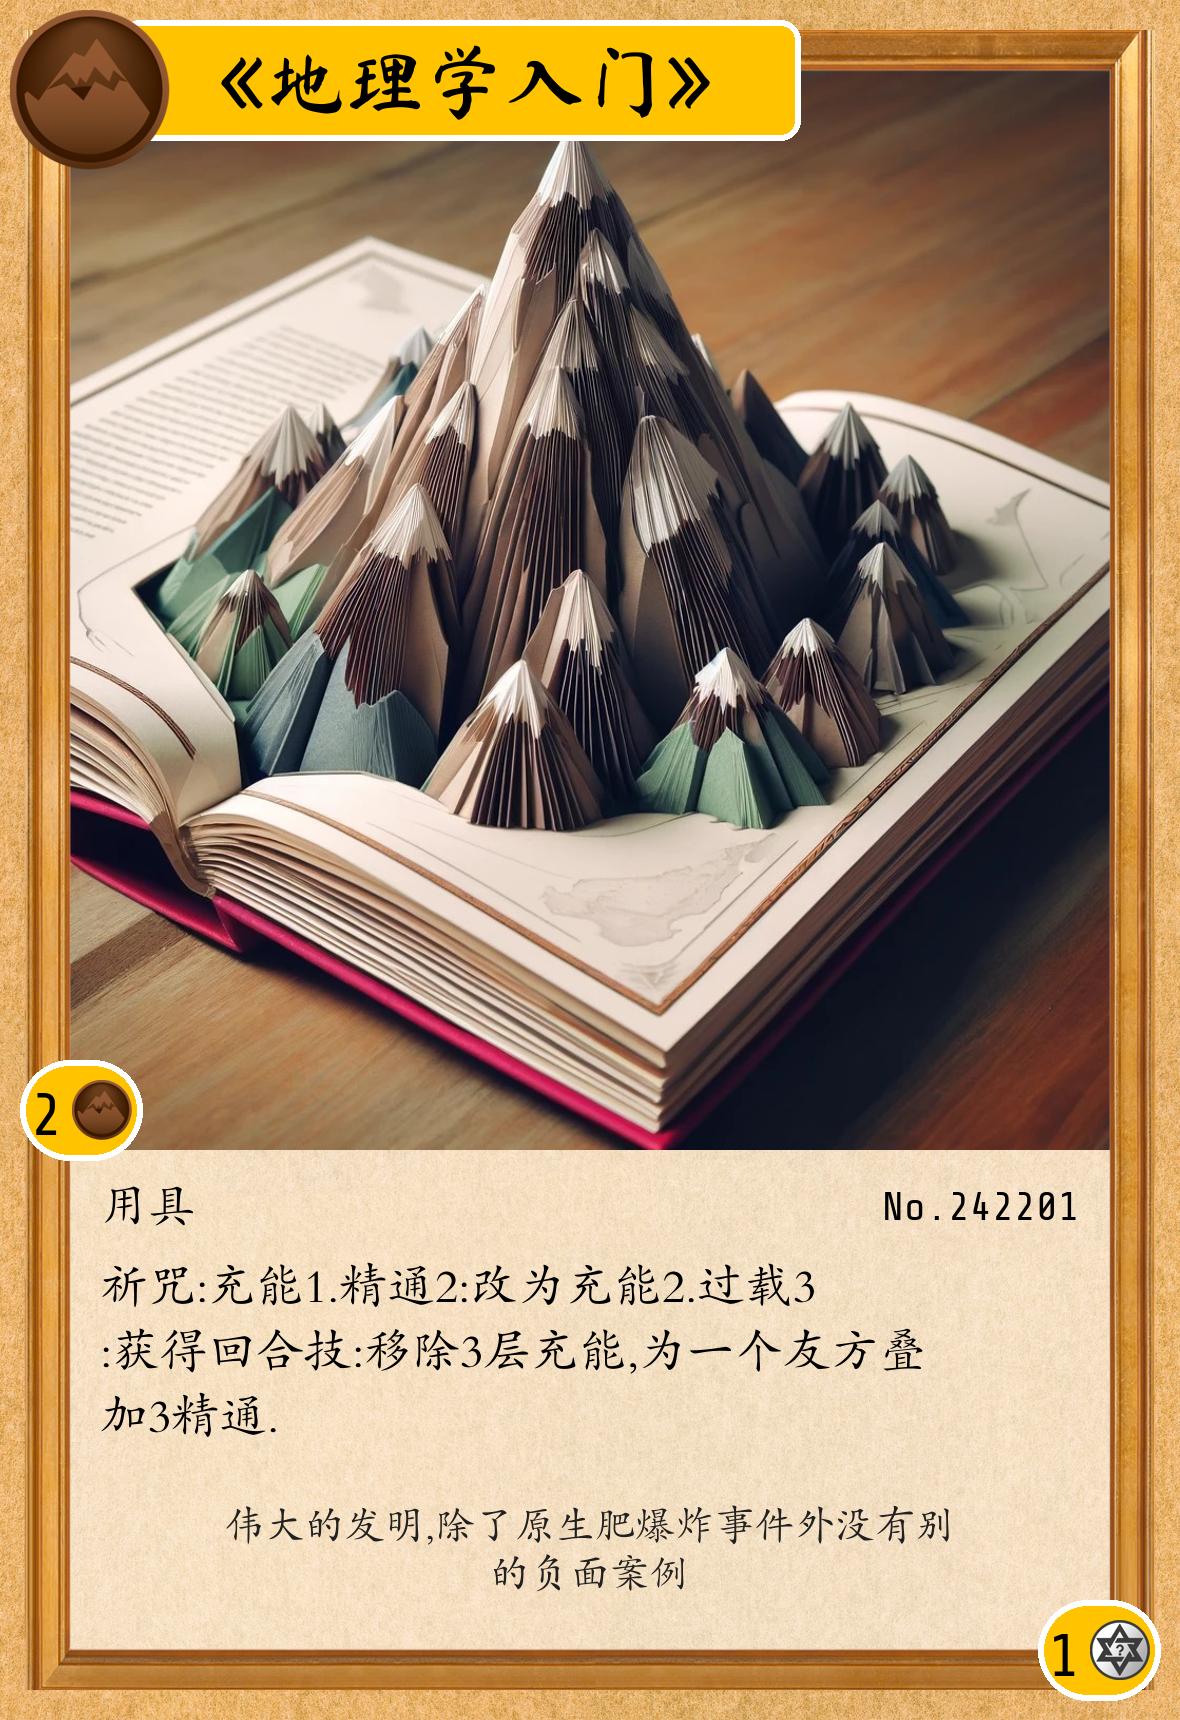 《地理学入门》
2
用具
No.242201
祈咒:充能1.精通2:改为充能2.过载3
:获得回合技:移除3层充能,为一个友方叠
加3精通.
伟大的发明,除了原生肥爆炸事件外没有别
的负面案例
1
?